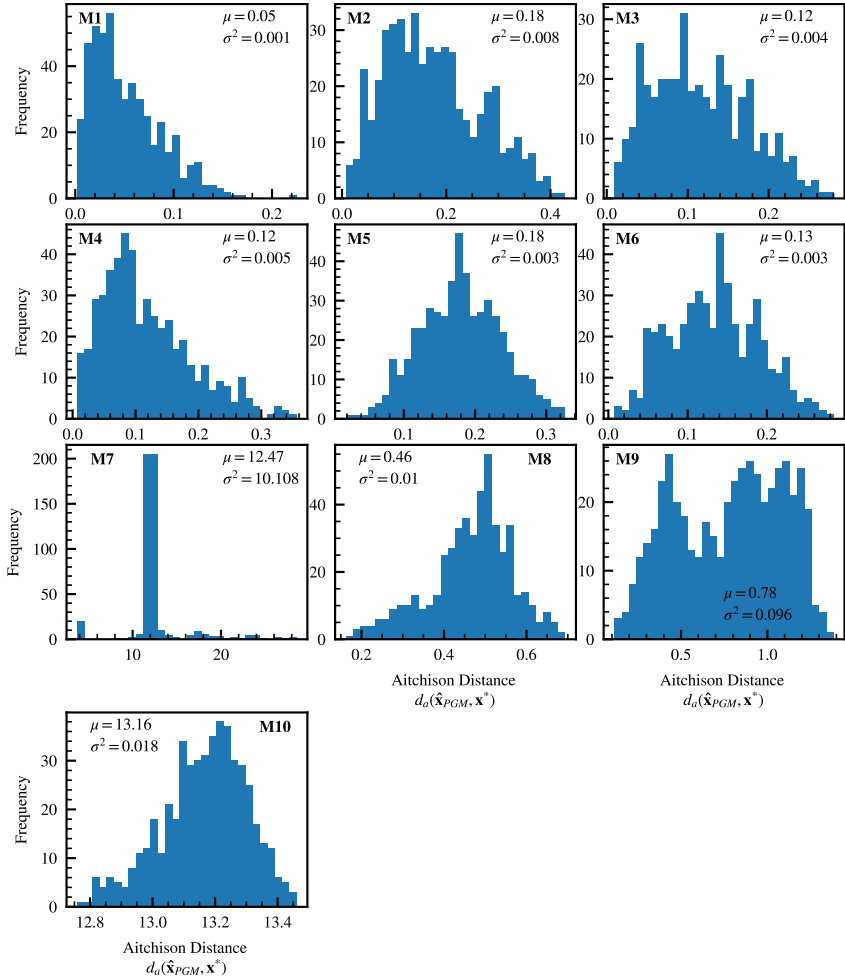 M1
μ = 0.05
σ² = 0.001
Frequency
0
10
20
30
40
50
0.0
0.1
0.2
M2
μ = 0.18
σ² = 0.008
0
10
20
30
0.0
0.2
0.4
M3
μ = 0.12
σ² = 0.004
0
10
20
30
0.0
0.1
0.2
M4
μ = 0.12
σ² = 0.005
Frequency
0
10
20
30
40
0.0
0.1
0.2
0.3
M5
μ = 0.18
σ² = 0.003
0
10
20
30
40
0.1
0.2
0.3
M6
μ = 0.13
σ² = 0.003
0
10
20
30
40
0.0
0.1
0.2
M7
μ = 12.47
σ² = 10.108
Frequency
0
50
100
150
200
10
20
μ = 0.46
M8
σ² = 0.01
0
20
40
0.2
0.4
0.6
Aitchison Distance
dₐ(x̂_PGM, x*)
M9
μ = 0.78
σ² = 0.096
0
10
20
0.5
1.0
Aitchison Distance
dₐ(x̂_PGM, x*)
μ = 13.16
M10
σ² = 0.018
Frequency
0
10
20
30
40
12.8
13.0
13.2
13.4
Aitchison Distance
dₐ(x̂_PGM, x*)